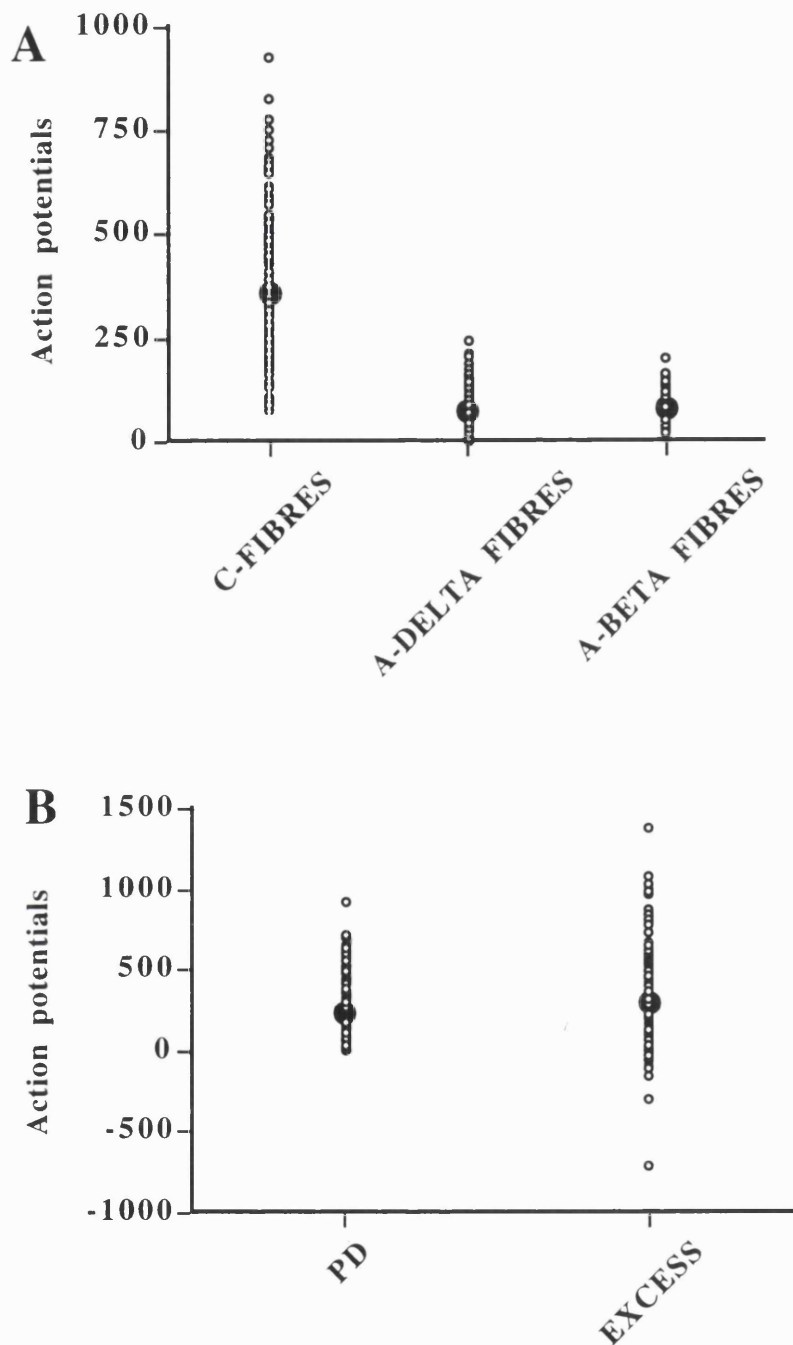 A
Action potentials
1000
750
500
250
0
C-FIBRES
A-DELTA FIBRES
A-BETA FIBRES
B
Action potentials
1500
1000
500
0
-500
-1000
PD
EXCESS